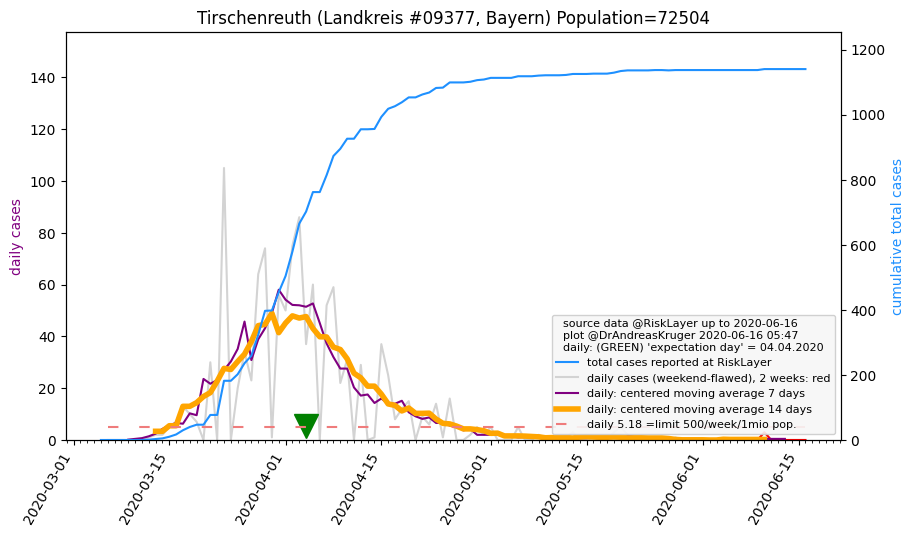 Tirschenreuth (Landkreis #09377, Bayern) Population=72504
daily cases
140
120
100
80
60
40
20
0
1200
1000
800
600
400
200
0
cumulative total cases
source data @RiskLayer up to 2020-06-16
plot @DrAndreasKruger 2020-06-16 05:47
daily: (GREEN) 'expectation day' = 04.04.2020
total cases reported at RiskLayer
daily cases (weekend-flawed), 2 weeks: red
daily: centered moving average 7 days
daily: centered moving average 14 days
daily 5.18 =limit 500/week/1mio pop.
2020-03-01
2020-03-15
2020-04-01
2020-04-15
2020-05-01
2020-05-15
2020-06-01
2020-06-15